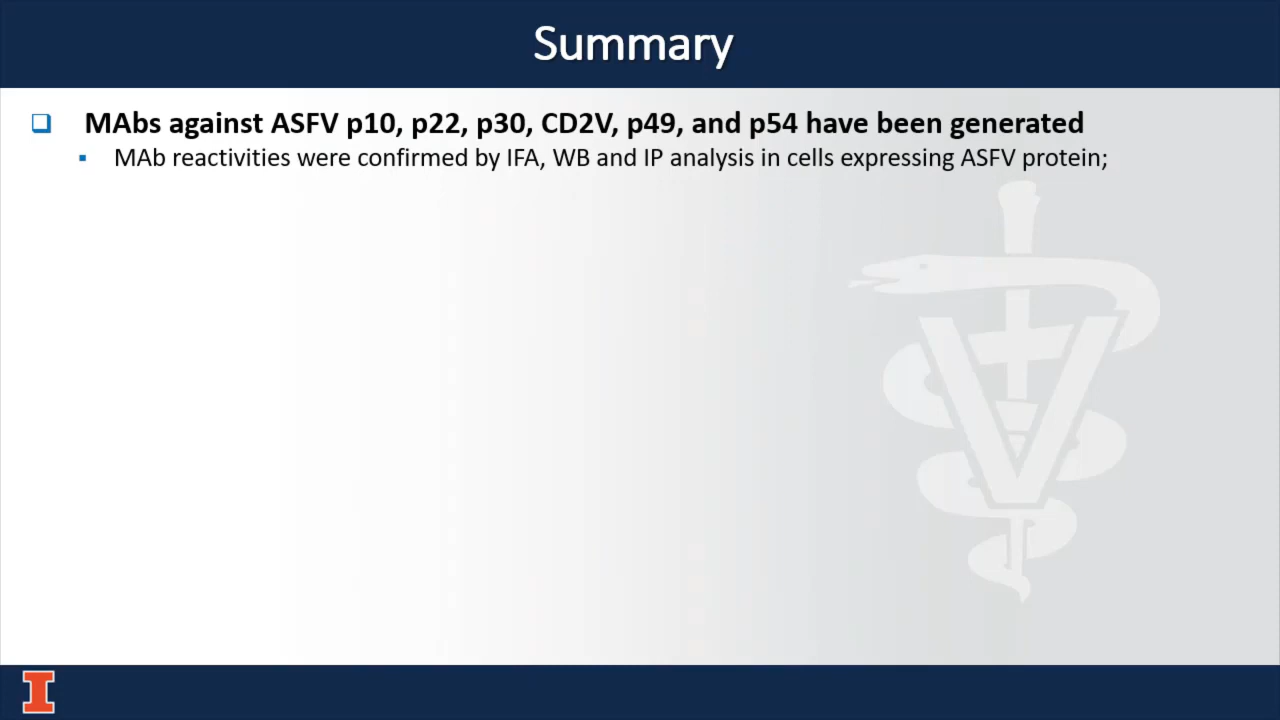 Summary
MAbs against ASFV p10, p22, p30, CD2V, p49, and p54 have been generated
MAb reactivities were confirmed by IFA, WB and IP analysis in cells expressing ASFV protein;
V
I